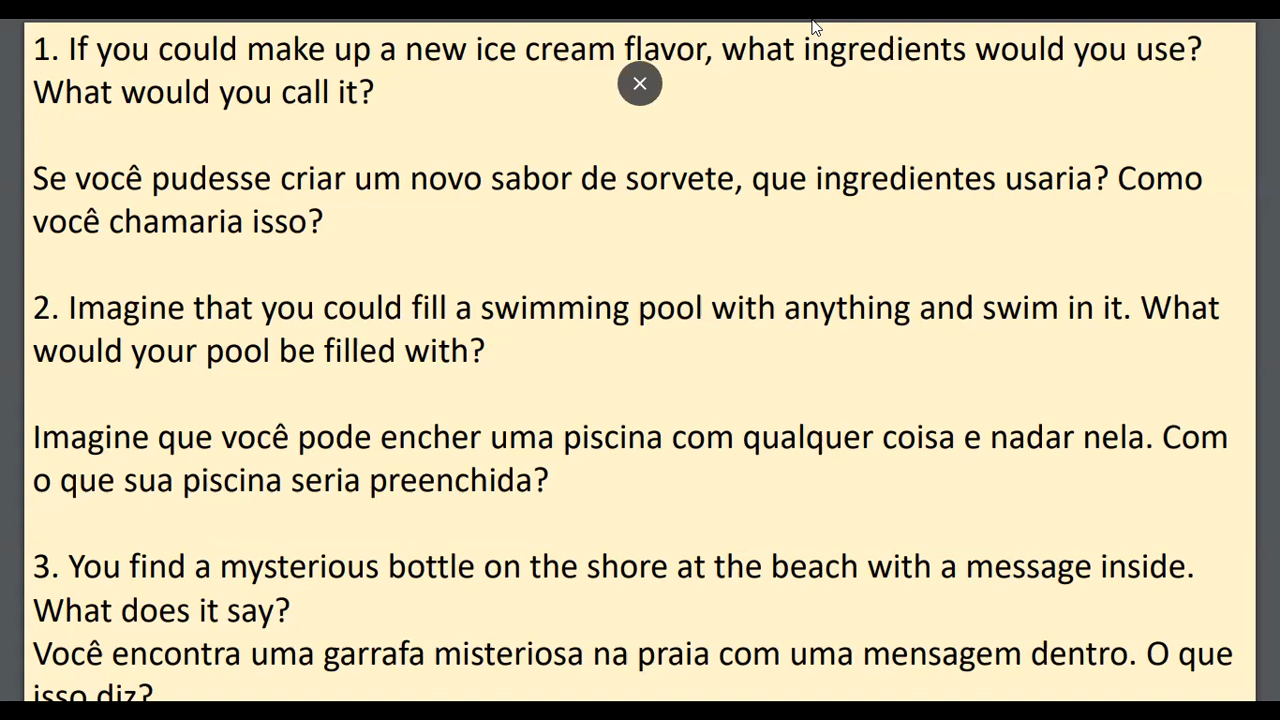 1. If you could make up a new ice cream flavor, what ingredients would you use?
What would you call it?
Se você pudesse criar um novo sabor de sorvete, que ingredientes usaria? Como
você chamaria isso?
2. Imagine that you could fill a swimming pool with anything and swim in it. What
would your pool be filled with?
Imagine que você pode encher uma piscina com qualquer coisa e nadar nela. Com
o que sua piscina seria preenchida?
3. You find a mysterious bottle on the shore at the beach with a message inside.
What does it say?
Você encontra uma garrafa misteriosa na praia com uma mensagem dentro. O que
isso diz?